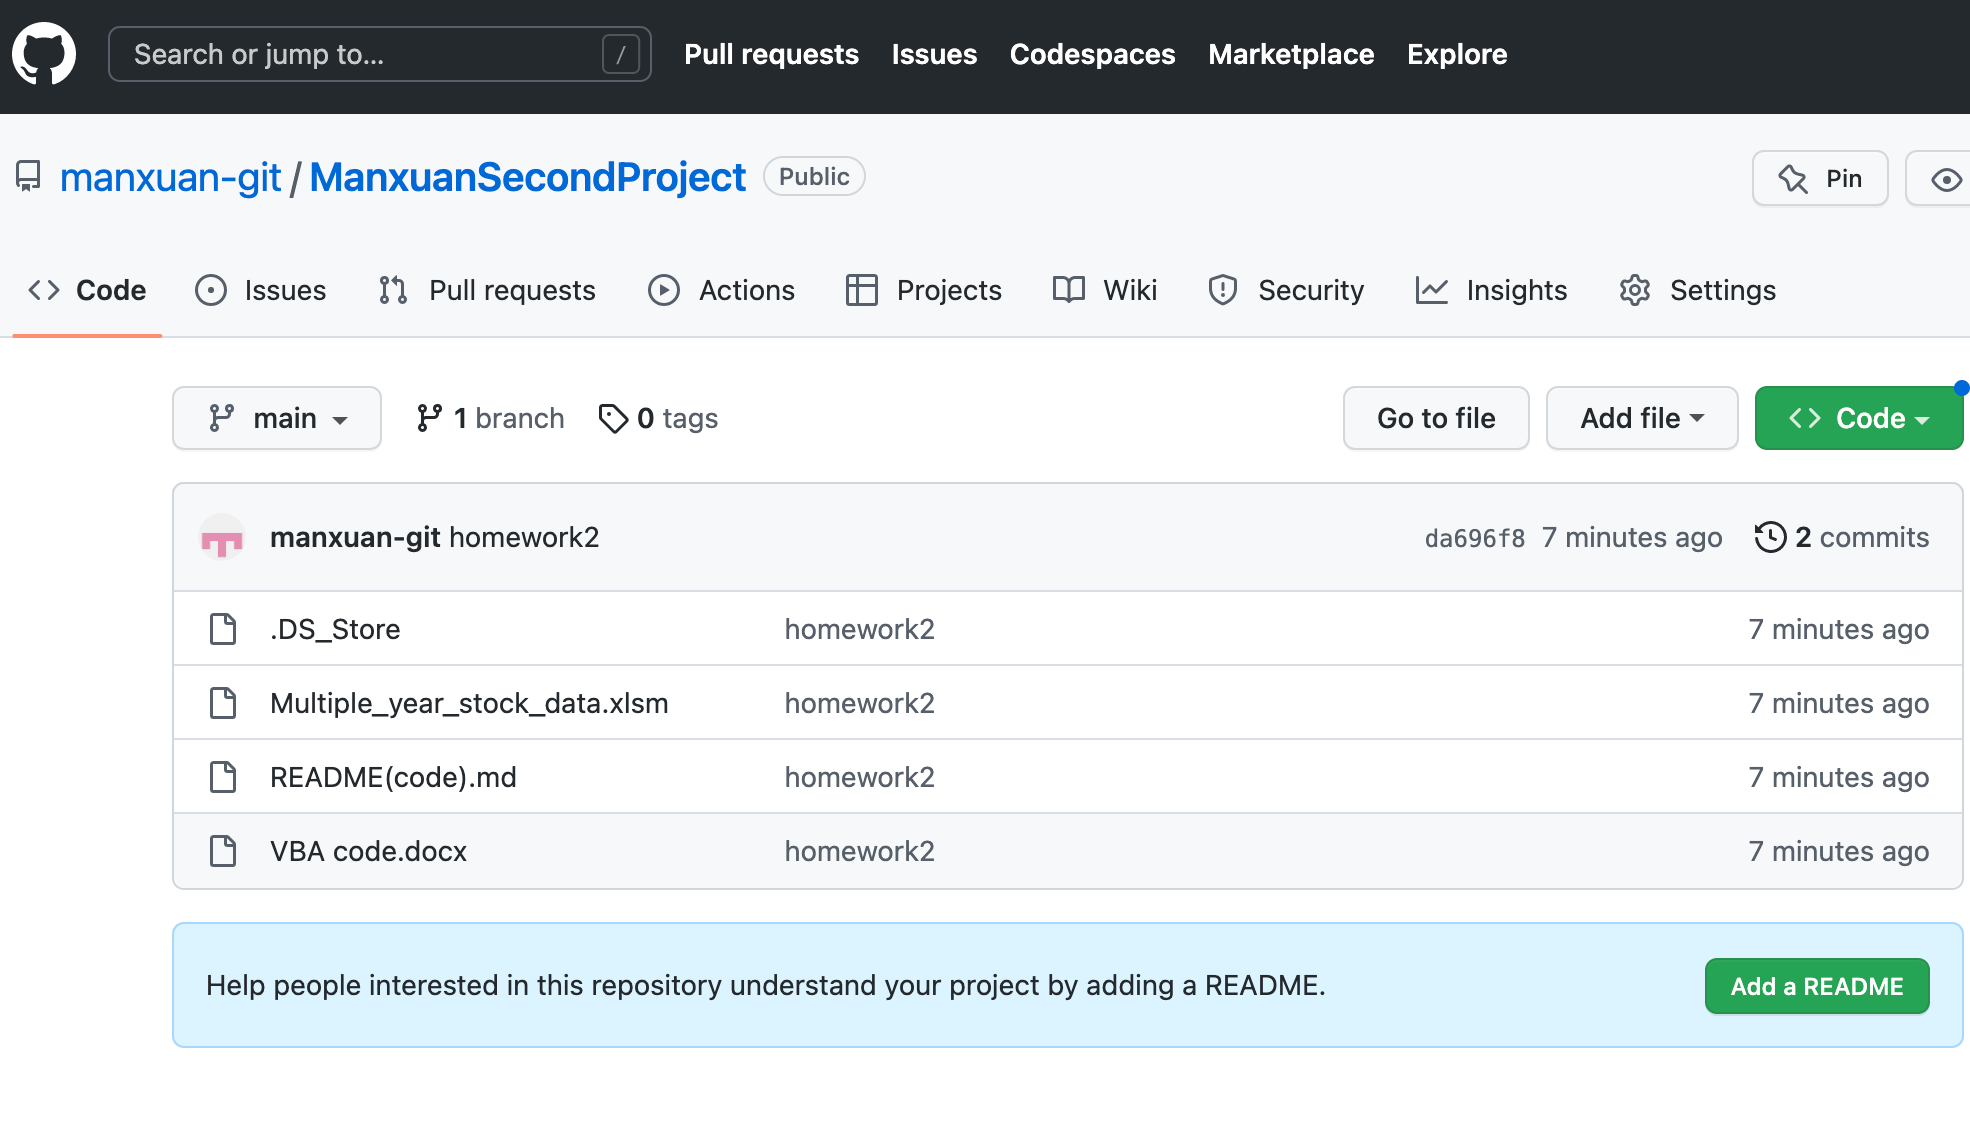 Search or jump to... / Pull requests Issues Codespaces Marketplace Explore
manxuan-git / ManxuanSecondProject Public Pin
Code Issues Pull requests Actions Projects Wiki Security Insights Settings
main 1 branch 0 tags Go to file Add file Code
manxuan-git homework2 da696f8 7 minutes ago 2 commits
.DS_Store homework2 7 minutes ago
Multiple_year_stock_data.xlsm homework2 7 minutes ago
README(code).md homework2 7 minutes ago
VBA code.docx homework2 7 minutes ago
Help people interested in this repository understand your project by adding a README. Add a README